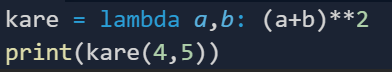 kare = lambda a,b: (a+b)**2
print(kare(4,5))